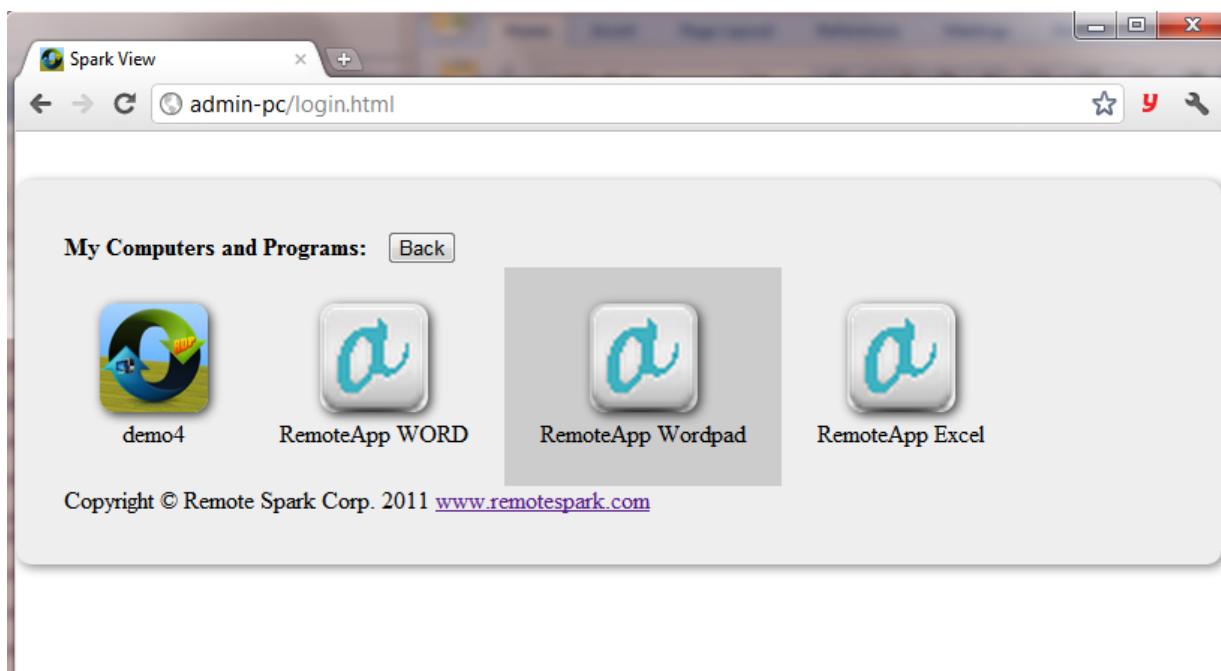 Spark View
admin-pc/login.html
My Computers and Programs: Back
demo4 RemoteApp WORD RemoteApp Wordpad RemoteApp Excel
Copyright © Remote Spark Corp. 2011 www.remotespark.com